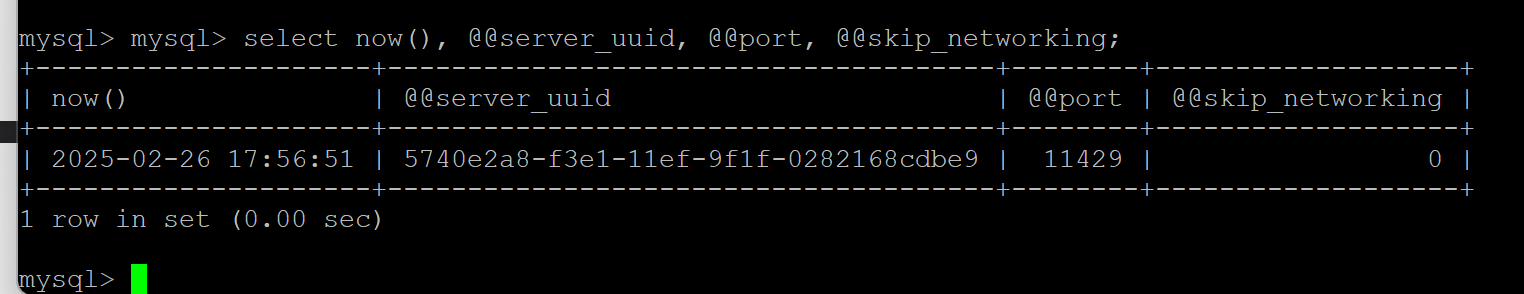 mysql> mysql> select now(), @@server_uuid, @@port, @@skip_networking;
+---------------------+--------------------------------------+--------+-------------------+
| now()               | @@server_uuid                        | @@port | @@skip_networking |
+---------------------+--------------------------------------+--------+-------------------+
| 2025-02-26 17:56:51 | 5740e2a8-f3e1-11ef-9f1f-0282168cdbe9 |  11429 |                 0 |
+---------------------+--------------------------------------+--------+-------------------+
1 row in set (0.00 sec)
mysql>